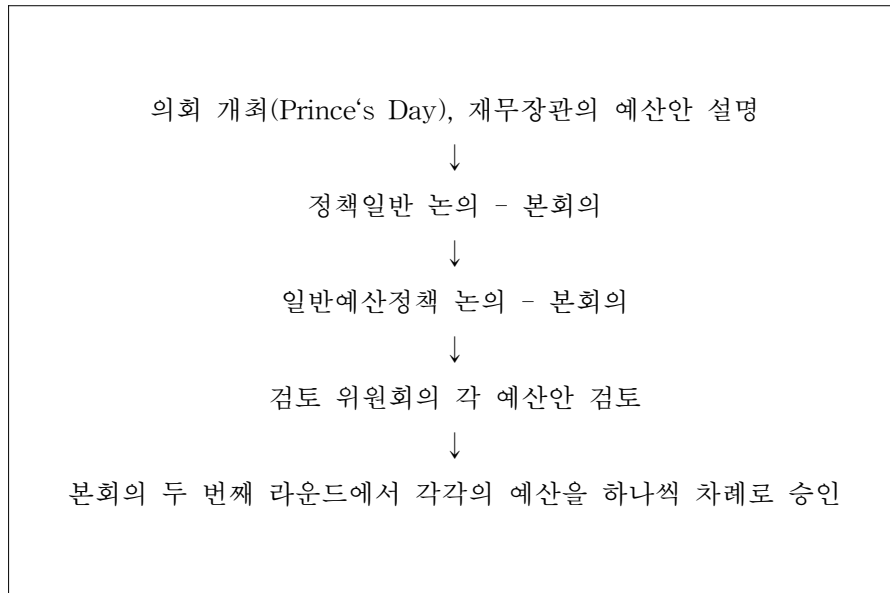 의회 개최(Prince‘s Day), 재무장관의 예산안 설명
↓
정책일반 논의 - 본회의
↓
일반예산정책 논의 - 본회의
↓
검토 위원회의 각 예산안 검토
↓
본회의 두 번째 라운드에서 각각의 예산을 하나씩 차례로 승인